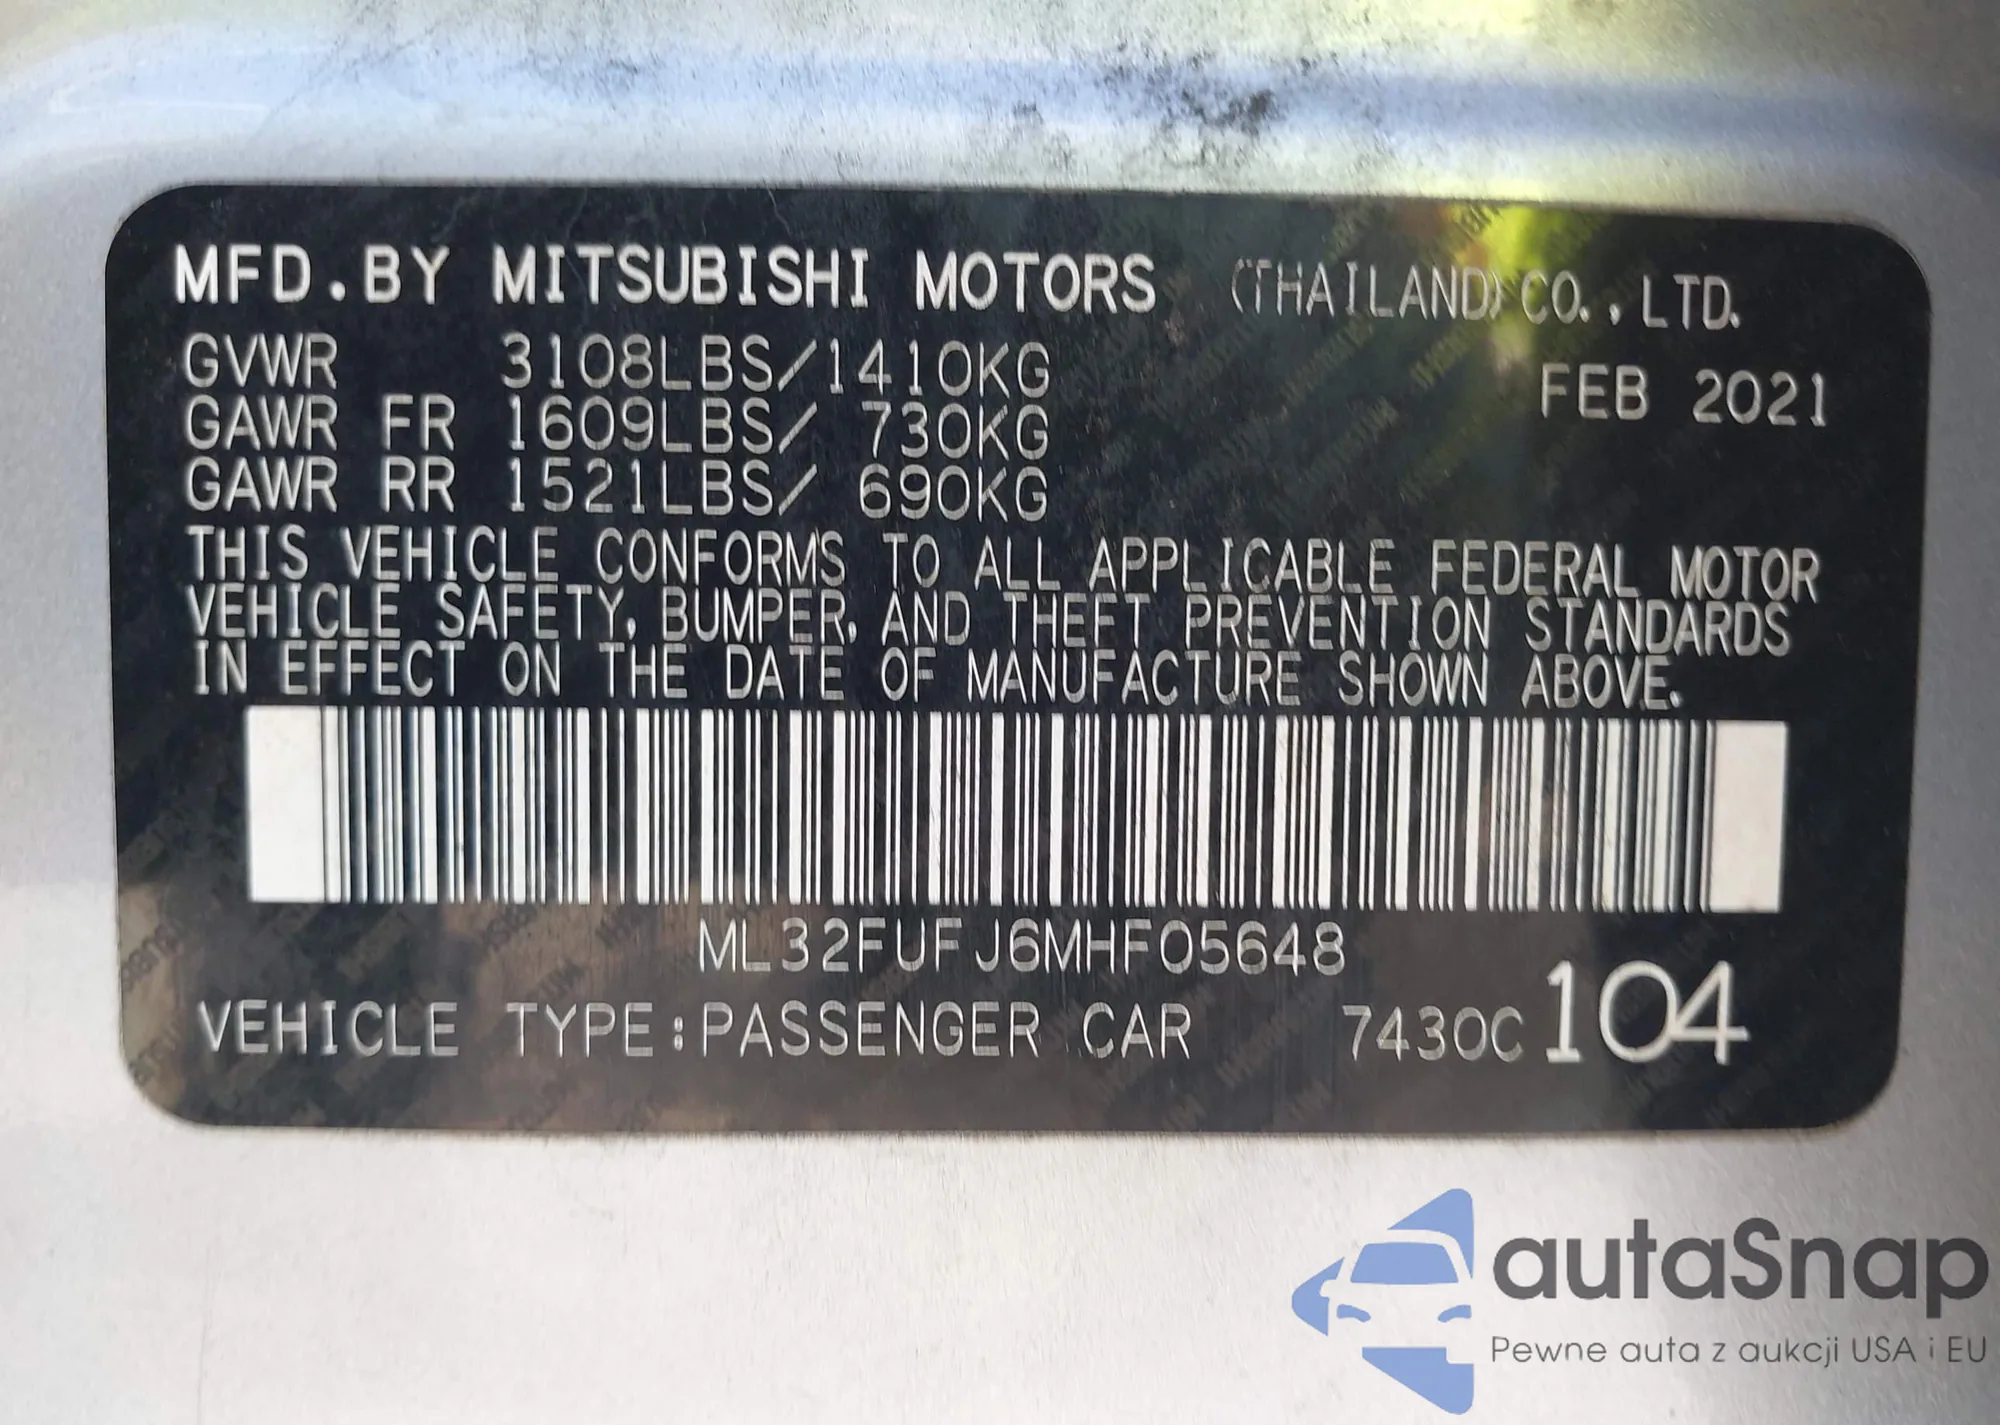 MFD.BY MITSUBISHI MOTORS (THAILAND) CO.,LTD.
GVWR 3108LBS/1410KG FEB 2021
GAWR FR 1609LBS/ 730KG
GAWR RR 1521LBS/ 690KG
THIS VEHICLE CONFORMS TO ALL APPLICABLE FEDERAL MOTOR
VEHICLE SAFETY, BUMPER, AND THEFT PREVENTION STANDARDS
IN EFFECT ON THE DATE OF MANUFACTURE SHOWN ABOVE.
ML32FUFJ6MHF05648
VEHICLE TYPE:PASSENGER CAR 7430C 104
autaSnap
Pewne auta z aukcji USA i EU